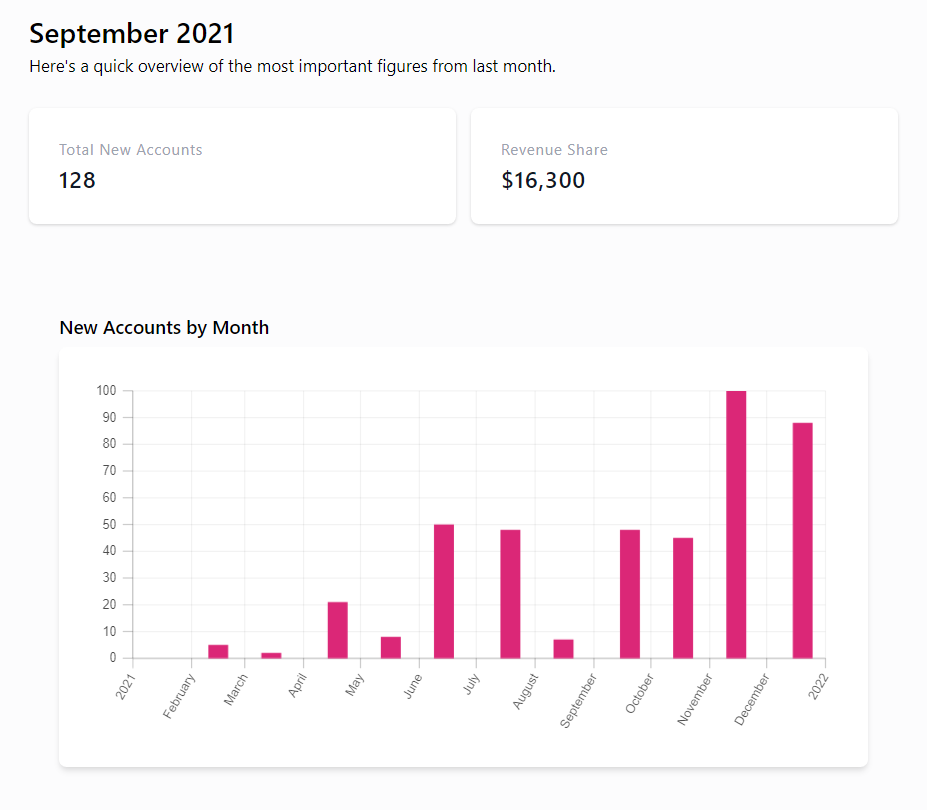 September 2021
Here's a quick overview of the most important figures from last month.
Total New Accounts
128
Revenue Share
$16,300
New Accounts by Month
100
90
80
70
60
50
40
30
20
10
0
2021
February
March
April
May
June
July
August
September
October
November
December
2022